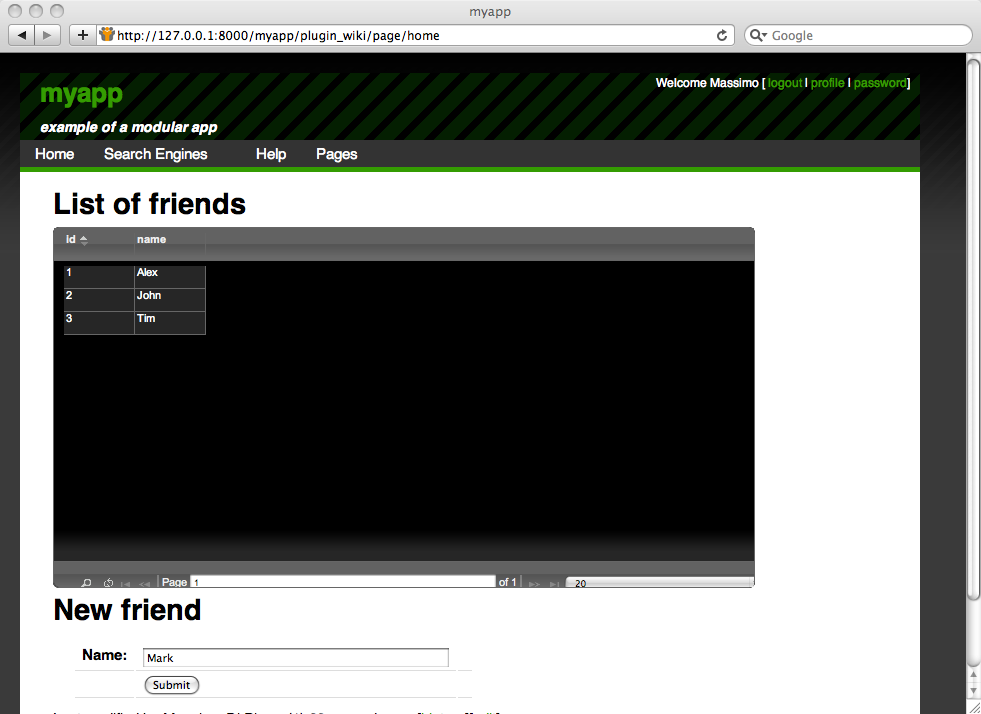 myapp
http://127.0.0.1:8000/myapp/plugin_wiki/page/home
Google
myapp
Welcome Massimo [ logout | profile | password]
example of a modular app
Home Search Engines Help Pages
List of friends
id name
1 Alex
2 John
3 Tim
Page 1 of 1 20
New friend
Name: Mark
Submit